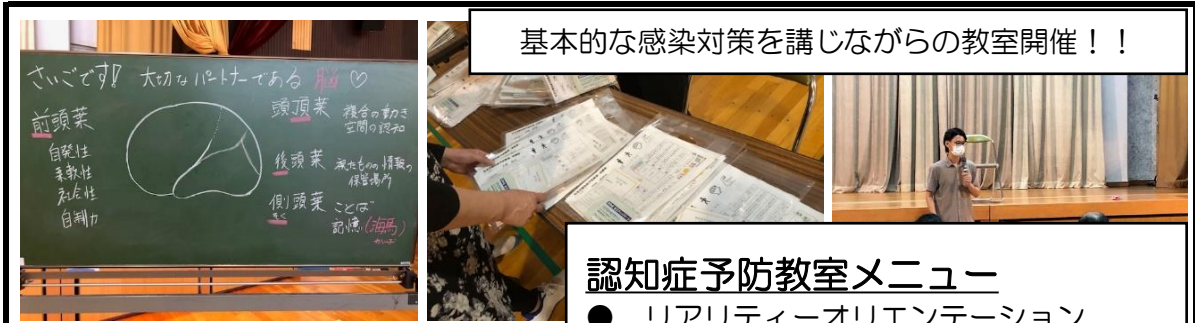 基本的な感染対策を講じながらの教室開催！！
さいごです！ 大切なパートナーである 脳 ♡
前頭葉
自発性
柔軟性
社会性
自制力
頭頂葉 複合の動き
空間の認知
後頭葉 視たものの情報の
保管場所
側頭葉 ことば
そく
記憶(海馬)
かいば
認知症予防教室メニュー
● リアリティーオリエンテーション